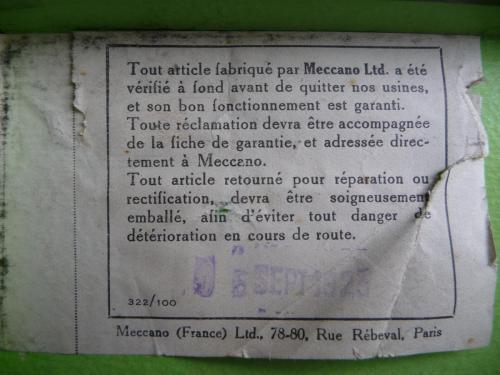 Tout article fabriqué par Meccano Ltd. a été
vérifié à fond avant de quitter nos usines,
et son bon fonctionnement est garanti.
Toute réclamation devra être accompagnée
de la fiche de garantie, et adressée direc-
tement à Meccano.
Tout article retourné pour réparation ou
rectification, devra être soigneusement
emballé, afin d'éviter tout danger de
détérioration en cours de route.
SEPT
322/100
Meccano (France) Ltd., 78-80, Rue Rébeval, Paris